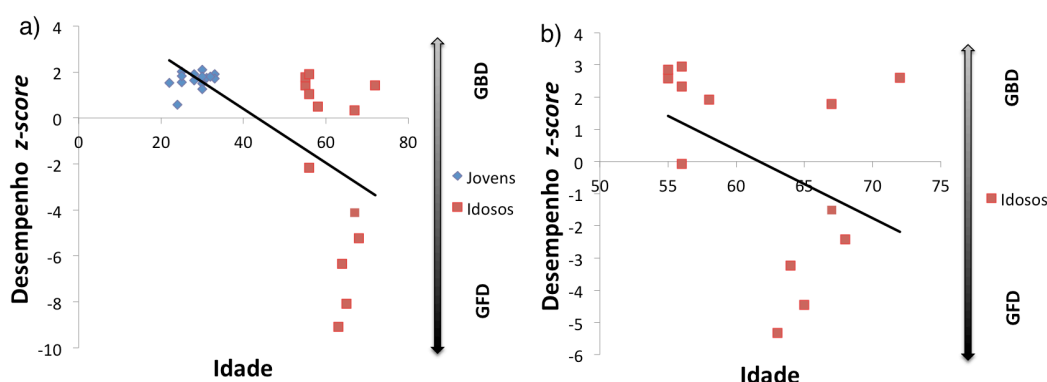 a)
Desempenho z-score
4
2
0
-2
-4
-6
-8
-10
0 20 40 60 80
Idade
GBD
GFD
Jovens
Idosos
b)
Desempenho z-score
4
3
2
1
0
-1
-2
-3
-4
-5
-6
50 55 60 65 70 75
Idade
GBD
GFD
Idosos